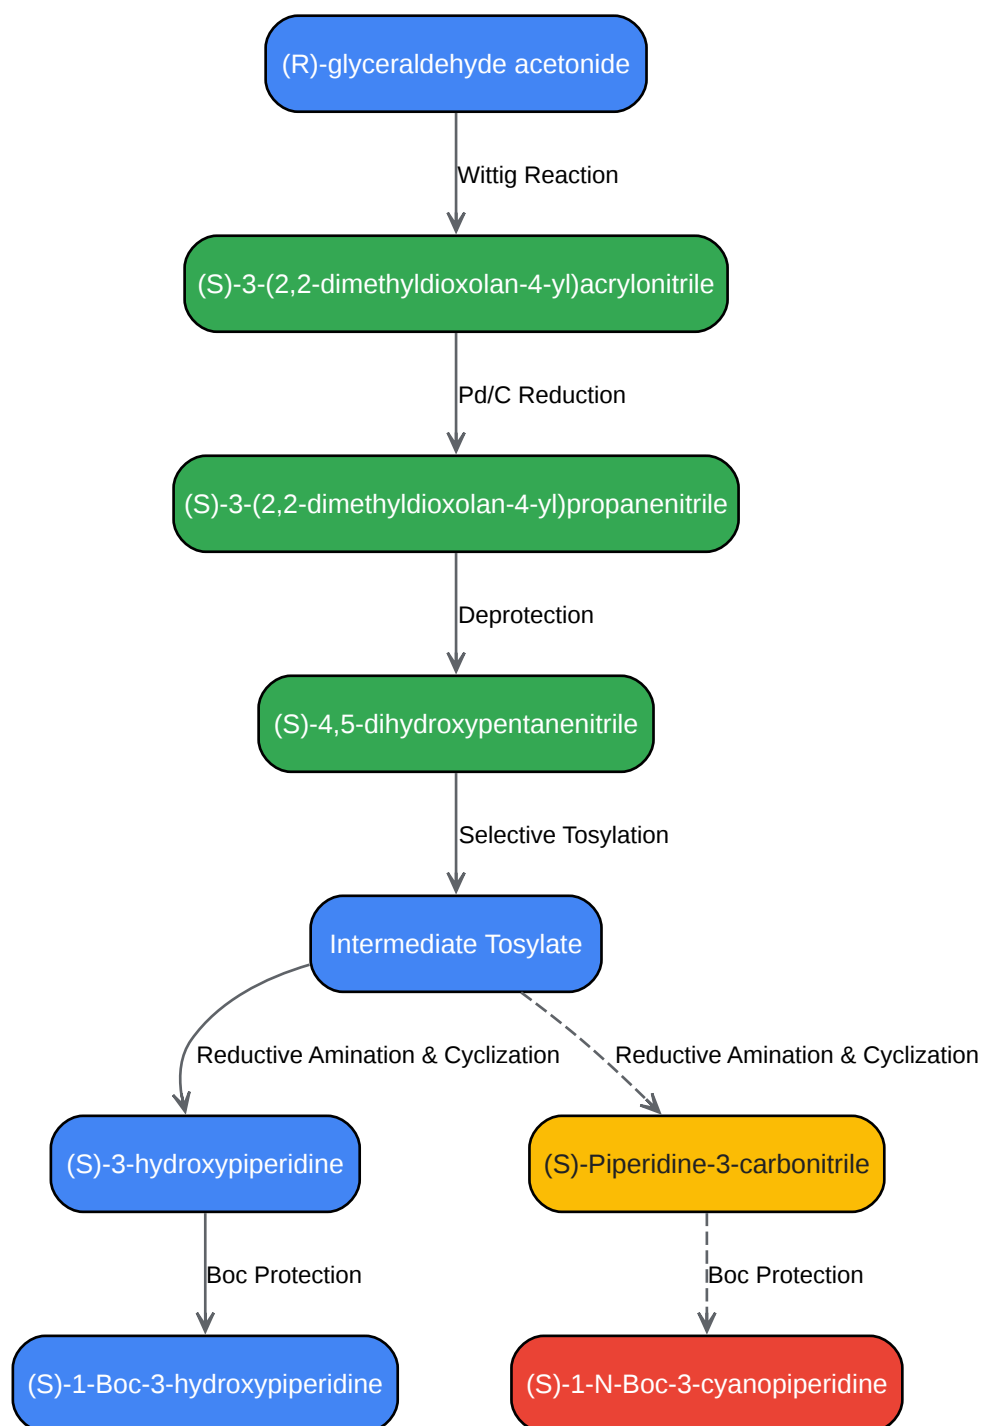 (R)-glyceraldehyde acetonide
Wittig Reaction
(S)-3-(2,2-dimethyldioxolan-4-yl)acrylonitrile
Pd/C Reduction
(S)-3-(2,2-dimethyldioxolan-4-yl)propanenitrile
Deprotection
(S)-4,5-dihydroxypentanenitrile
Selective Tosylation
Intermediate Tosylate
Reductive Amination & Cyclization
Reductive Amination & Cyclization
(S)-3-hydroxypiperidine
(S)-Piperidine-3-carbonitrile
Boc Protection
Boc Protection
(S)-1-Boc-3-hydroxypiperidine
(S)-1-N-Boc-3-cyanopiperidine